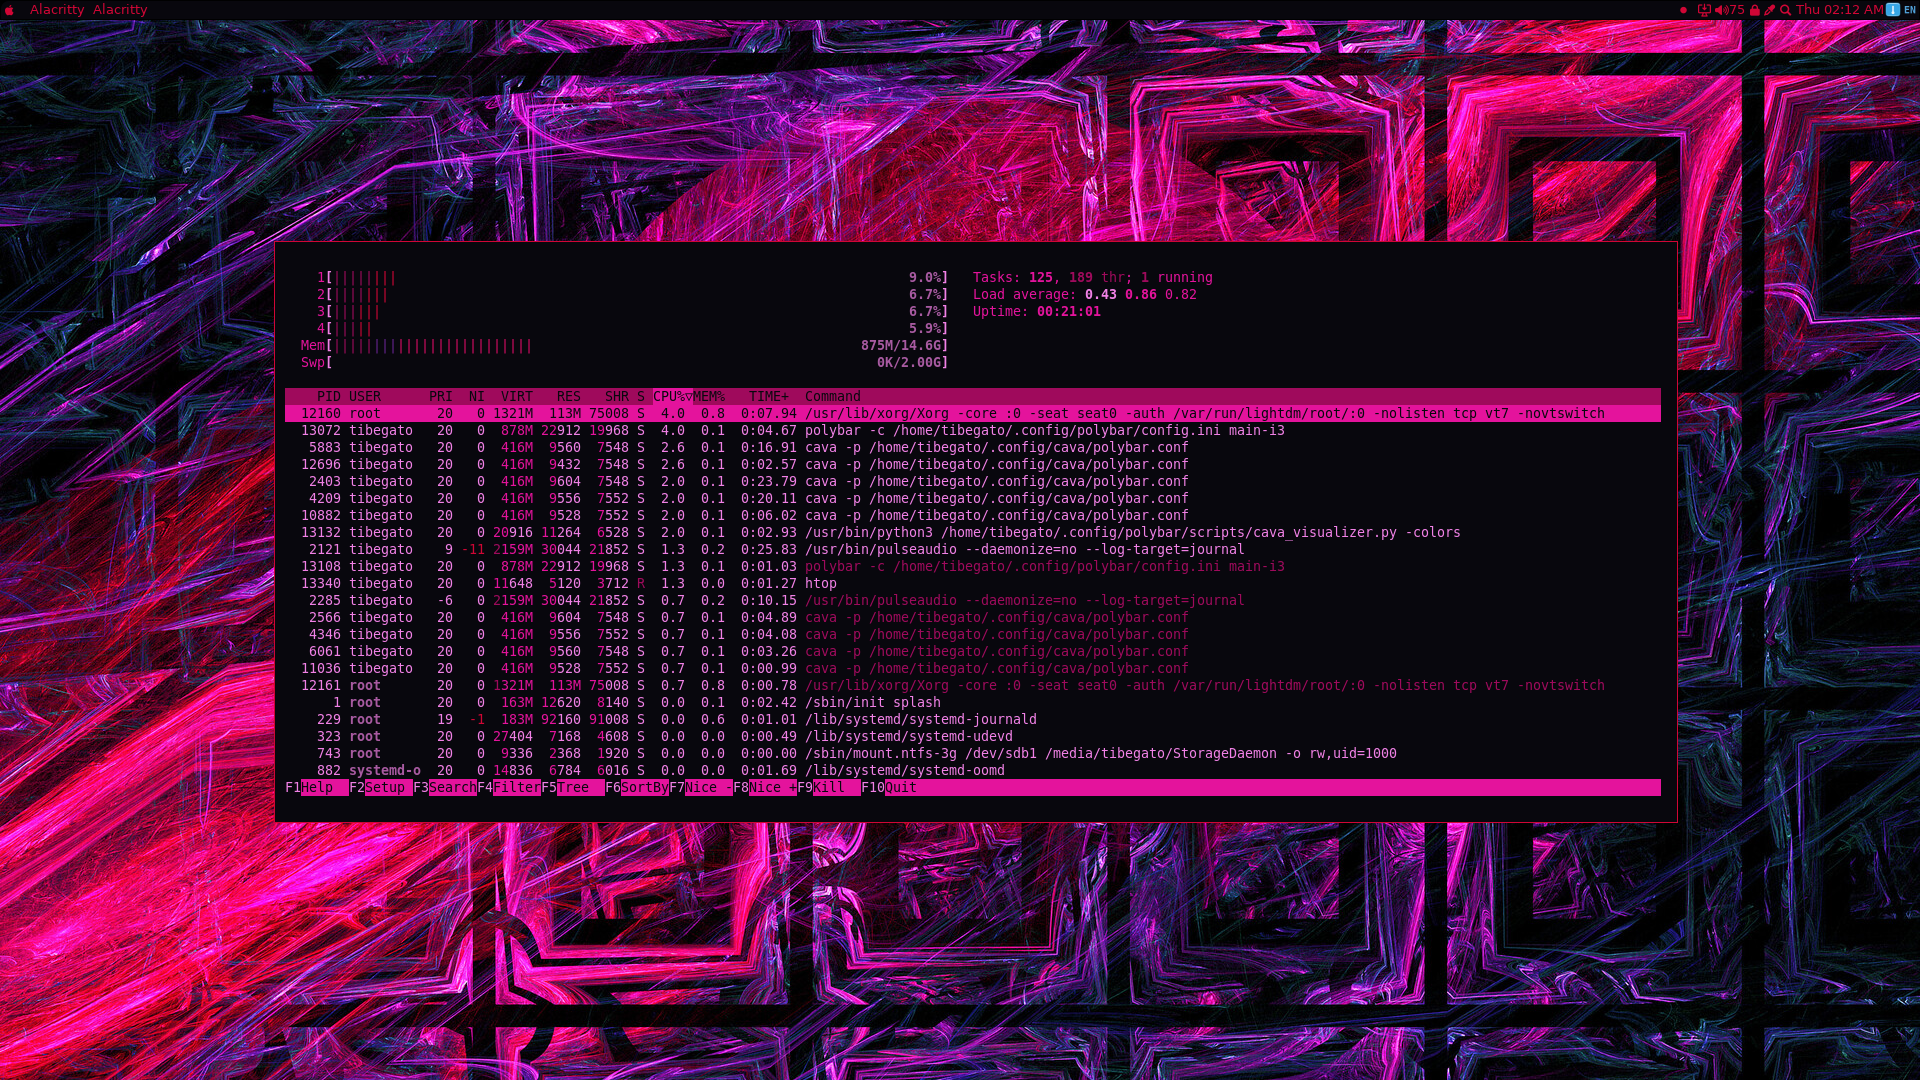 Alacritty Alacritty
75 Thu 02:12 AM EN
1[|||||||| 9.0%] Tasks: 125, 189 thr; 1 running
2[||||||| 6.7%] Load average: 0.43 0.86 0.82
3[|||||| 6.7%] Uptime: 00:21:01
4[||||| 5.9%]
Mem[||||||||||||||||||||||||| 875M/14.6G]
Swp[ 0K/2.00G]
PID USER PRI NI VIRT RES SHR S CPU%▽MEM% TIME+ Command
12160 root 20 0 1321M 113M 75008 S 4.0 0.8 0:07.94 /usr/lib/xorg/Xorg -core :0 -seat seat0 -auth /var/run/lightdm/root/:0 -nolisten tcp vt7 -novtswitch
13072 tibegato 20 0 878M 22912 19968 S 4.0 0.1 0:04.67 polybar -c /home/tibegato/.config/polybar/config.ini main-i3
5883 tibegato 20 0 416M 9560 7548 S 2.6 0.1 0:16.91 cava -p /home/tibegato/.config/cava/polybar.conf
12696 tibegato 20 0 416M 9432 7548 S 2.6 0.1 0:02.57 cava -p /home/tibegato/.config/cava/polybar.conf
2403 tibegato 20 0 416M 9604 7548 S 2.0 0.1 0:23.79 cava -p /home/tibegato/.config/cava/polybar.conf
4209 tibegato 20 0 416M 9556 7552 S 2.0 0.1 0:20.11 cava -p /home/tibegato/.config/cava/polybar.conf
10882 tibegato 20 0 416M 9528 7552 S 2.0 0.1 0:06.02 cava -p /home/tibegato/.config/cava/polybar.conf
13132 tibegato 20 0 20916 11264 6528 S 2.0 0.1 0:02.93 /usr/bin/python3 /home/tibegato/.config/polybar/scripts/cava_visualizer.py -colors
2121 tibegato 9 -11 2159M 30044 21852 S 1.3 0.2 0:25.83 /usr/bin/pulseaudio --daemonize=no --log-target=journal
13108 tibegato 20 0 878M 22912 19968 S 1.3 0.1 0:01.03 polybar -c /home/tibegato/.config/polybar/config.ini main-i3
13340 tibegato 20 0 11648 5120 3712 R 1.3 0.0 0:01.27 htop
2285 tibegato -6 0 2159M 30044 21852 S 0.7 0.2 0:10.15 /usr/bin/pulseaudio --daemonize=no --log-target=journal
2566 tibegato 20 0 416M 9604 7548 S 0.7 0.1 0:04.89 cava -p /home/tibegato/.config/cava/polybar.conf
4346 tibegato 20 0 416M 9556 7552 S 0.7 0.1 0:04.08 cava -p /home/tibegato/.config/cava/polybar.conf
6061 tibegato 20 0 416M 9560 7548 S 0.7 0.1 0:03.26 cava -p /home/tibegato/.config/cava/polybar.conf
11036 tibegato 20 0 416M 9528 7552 S 0.7 0.1 0:00.99 cava -p /home/tibegato/.config/cava/polybar.conf
12161 root 20 0 1321M 113M 75008 S 0.7 0.8 0:00.78 /usr/lib/xorg/Xorg -core :0 -seat seat0 -auth /var/run/lightdm/root/:0 -nolisten tcp vt7 -novtswitch
1 root 20 0 163M 12620 8140 S 0.0 0.1 0:02.42 /sbin/init splash
229 root 19 -1 183M 92160 91008 S 0.0 0.6 0:01.01 /lib/systemd/systemd-journald
323 root 20 0 27404 7168 4608 S 0.0 0.0 0:00.49 /lib/systemd/systemd-udevd
743 root 20 0 9336 2368 1920 S 0.0 0.0 0:00.00 /sbin/mount.ntfs-3g /dev/sdb1 /media/tibegato/StorageDaemon -o rw,uid=1000
882 systemd-o 20 0 14836 6784 6016 S 0.0 0.0 0:01.69 /lib/systemd/systemd-oomd
F1Help F2Setup F3SearchF4FilterF5Tree F6SortByF7Nice -F8Nice +F9Kill F10Quit